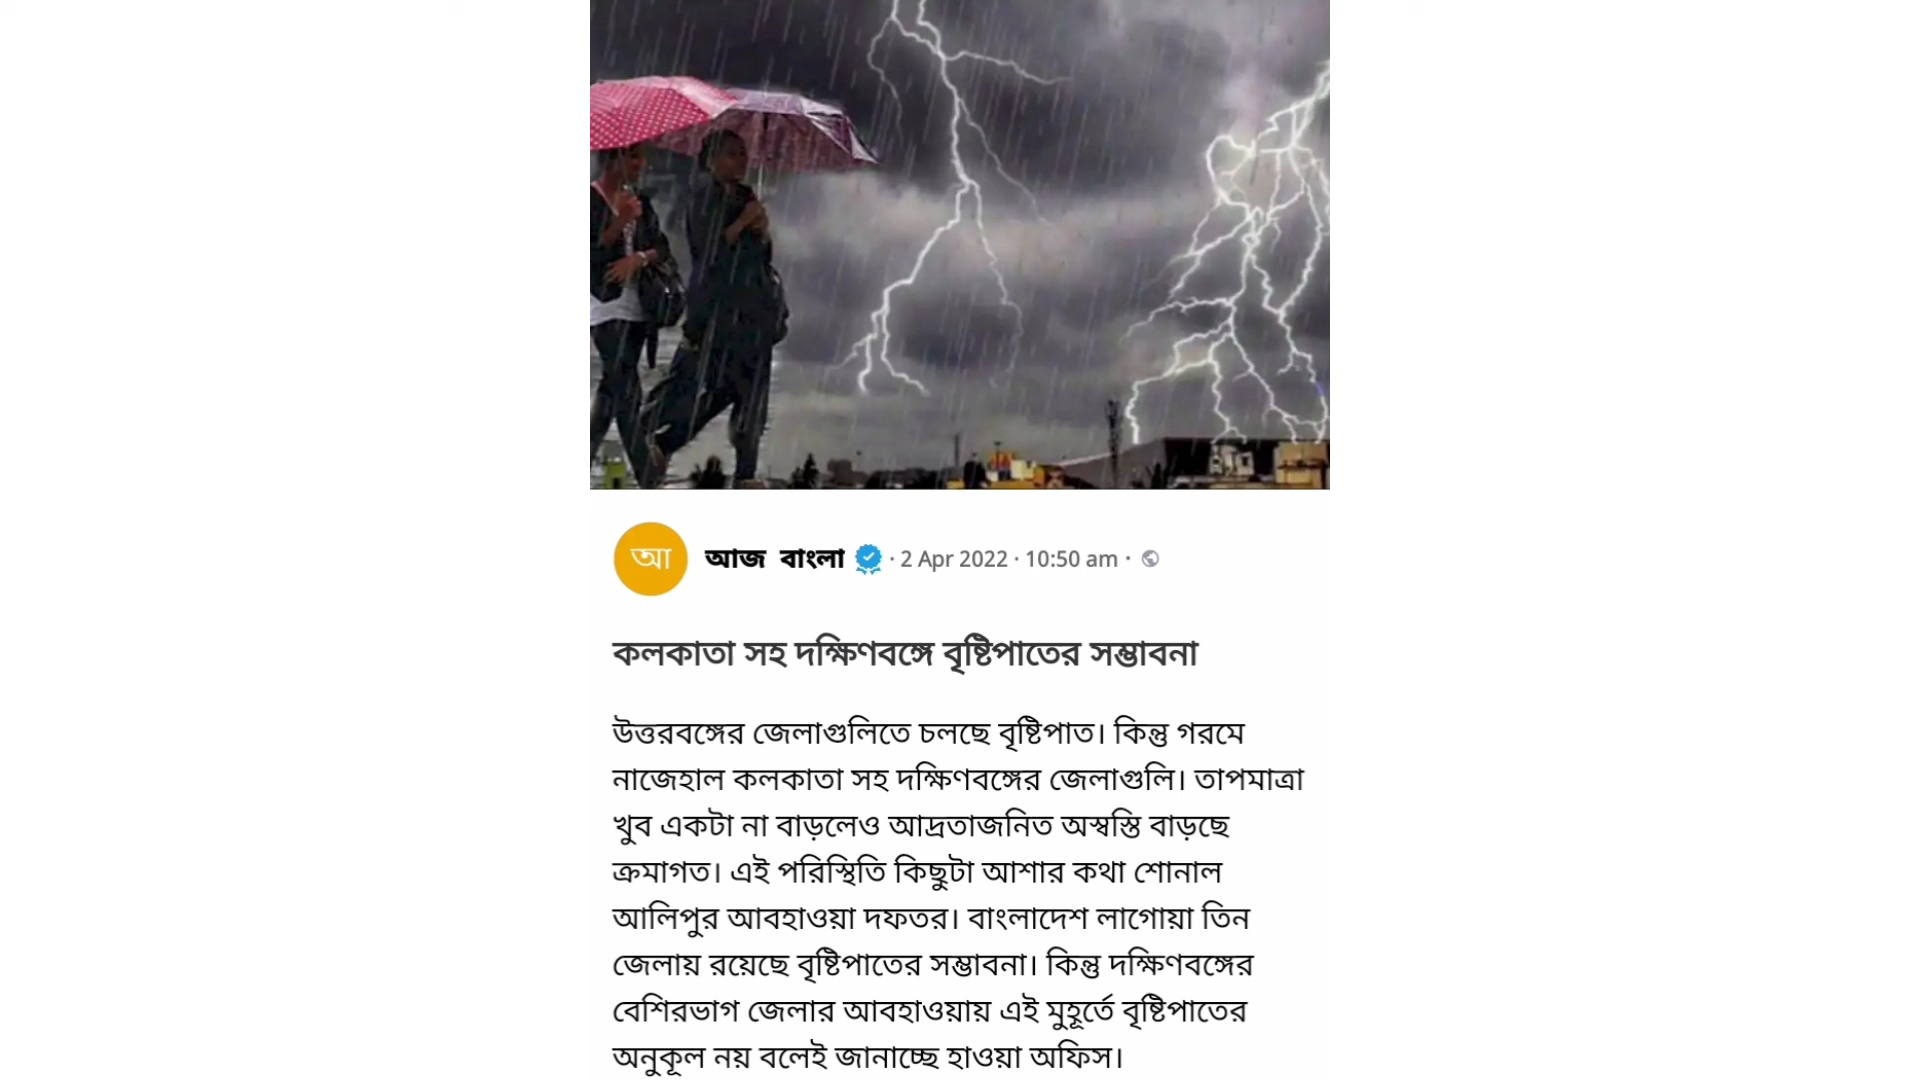 আ
আজ বাংলা · 2 Apr 2022 · 10:50 am ·
কলকাতা সহ দক্ষিণবঙ্গে বৃষ্টিপাতের সম্ভাবনা
উত্তরবঙ্গের জেলাগুলিতে চলছে বৃষ্টিপাত। কিন্তু গরমে
নাজেহাল কলকাতা সহ দক্ষিণবঙ্গের জেলাগুলি। তাপমাত্রা
খুব একটা না বাড়লেও আদ্রতাজনিত অস্বস্তি বাড়ছে
ক্রমাগত। এই পরিস্থিতি কিছুটা আশার কথা শোনাল
আলিপুর আবহাওয়া দফতর। বাংলাদেশ লাগোয়া তিন
জেলায় রয়েছে বৃষ্টিপাতের সম্ভাবনা। কিন্তু দক্ষিণবঙ্গের
বেশিরভাগ জেলার আবহাওয়ায় এই মুহূর্তে বৃষ্টিপাতের
অনুকূল নয় বলেই জানাচ্ছে হাওয়া অফিস।